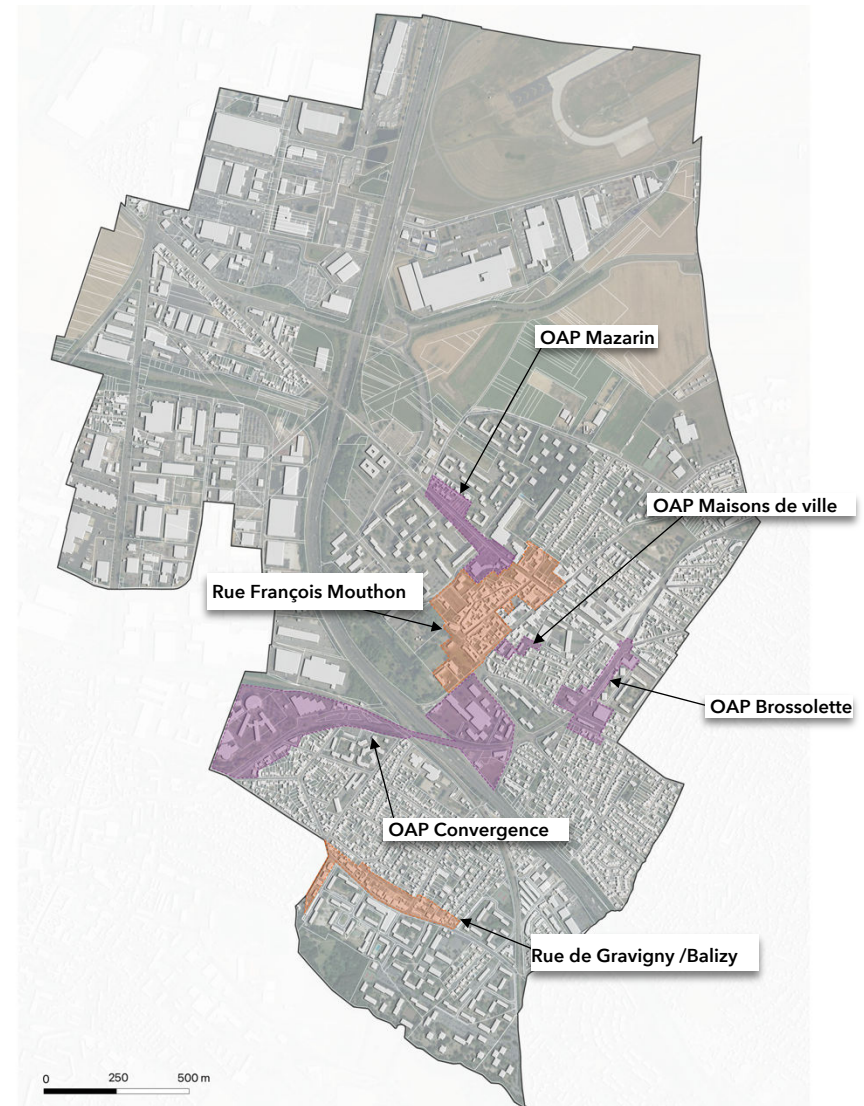 OAP Mazarin
OAP Maisons de ville
Rue François Mouthon
OAP Brossolette
OAP Convergence
Rue de Gravigny /Balizy
0 250 500 m